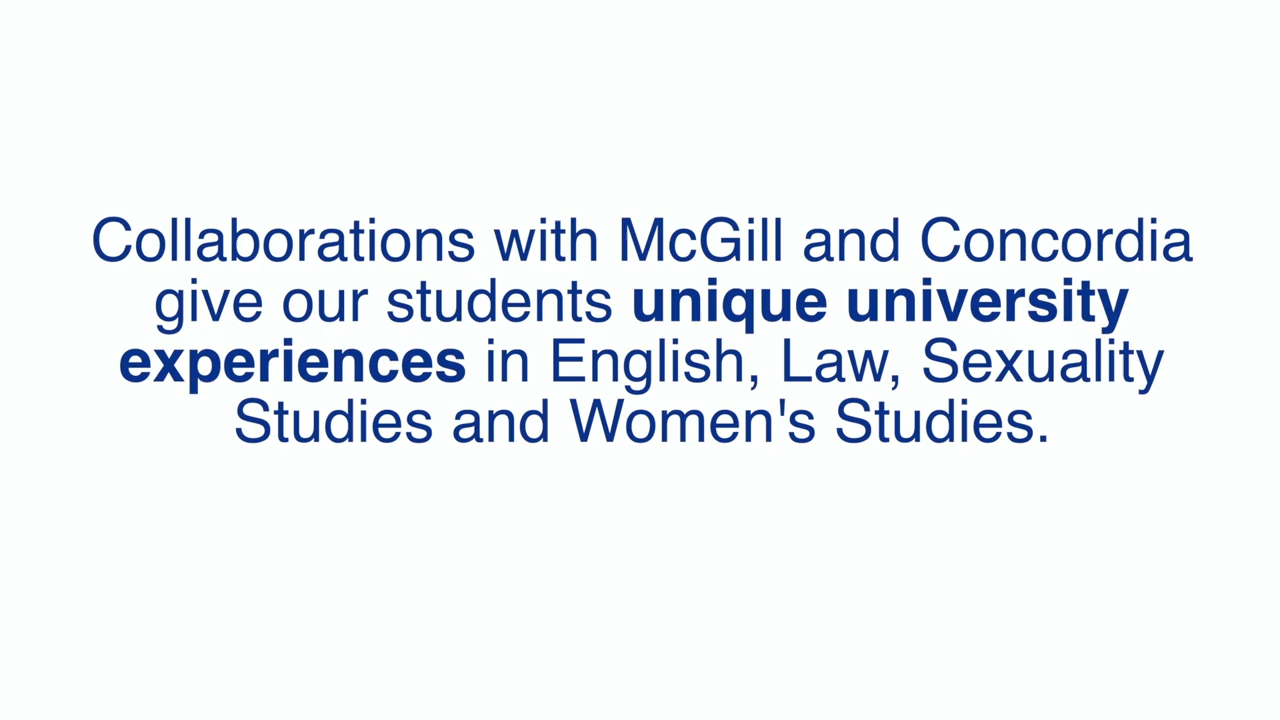 Collaborations with McGill and Concordia
give our students unique university
experiences in English, Law, Sexuality
Studies and Women's Studies.